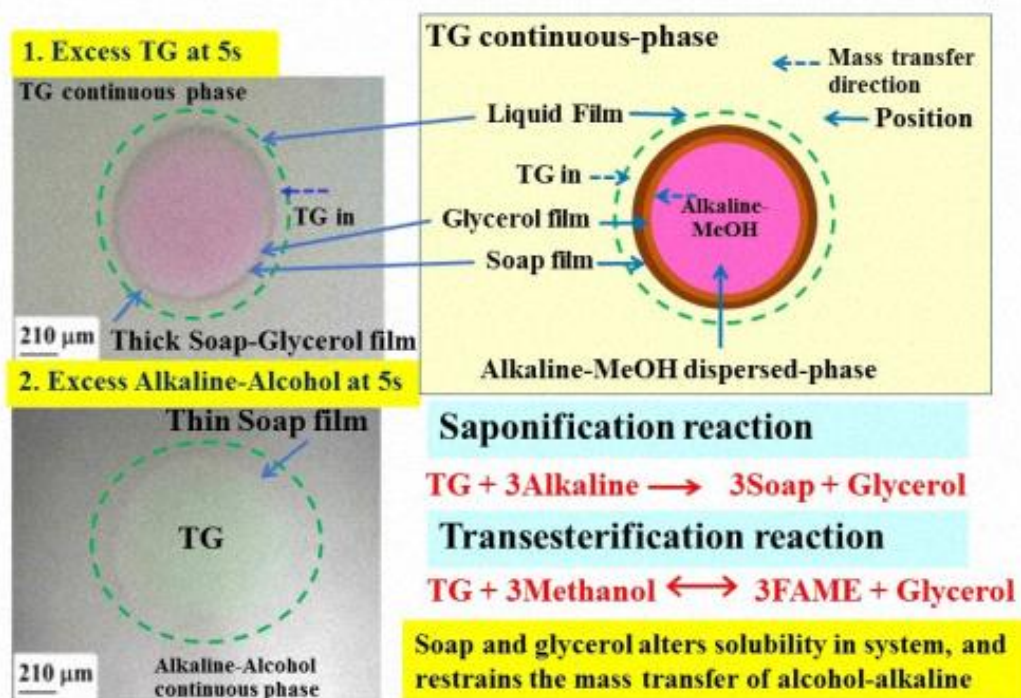 1. Excess TG at 5s
TG continuous phase
TG in
210 μm
Thick Soap-Glycerol film
2. Excess Alkaline-Alcohol at 5s
Thin Soap film
TG
210 μm
Alkaline-Alcohol
continuous phase
TG continuous-phase
Mass transfer
direction
Position
Liquid Film
TG in
Glycerol film
Soap film
Alkaline-
MeOH
Alkaline-MeOH dispersed-phase
Saponification reaction
TG + 3Alkaline ⟶ 3Soap + Glycerol
Transesterification reaction
TG + 3Methanol ⟷ 3FAME + Glycerol
Soap and glycerol alters solubility in system, and
restrains the mass transfer of alcohol-alkaline